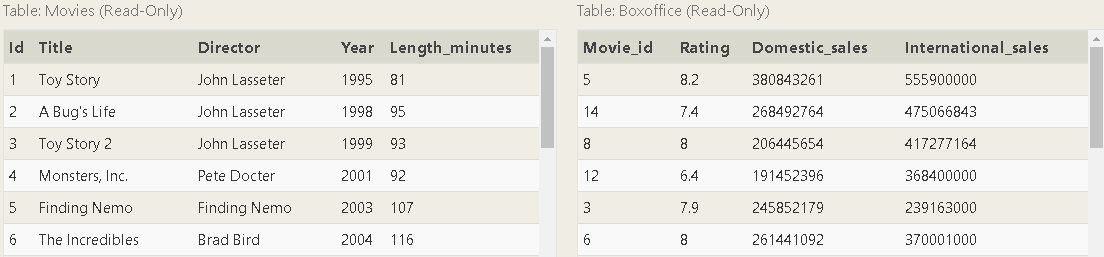 Table: Movies (Read-Only)
Id Title Director Year Length_minutes
1 Toy Story John Lasseter 1995 81
2 A Bug's Life John Lasseter 1998 95
3 Toy Story 2 John Lasseter 1999 93
4 Monsters, Inc. Pete Docter 2001 92
5 Finding Nemo Finding Nemo 2003 107
6 The Incredibles Brad Bird 2004 116
Table: Boxoffice (Read-Only)
Movie_id Rating Domestic_sales International_sales
5 8.2 380843261 555900000
14 7.4 268492764 475066843
8 8 206445654 417277164
12 6.4 191452396 368400000
3 7.9 245852179 239163000
6 8 261441092 370001000